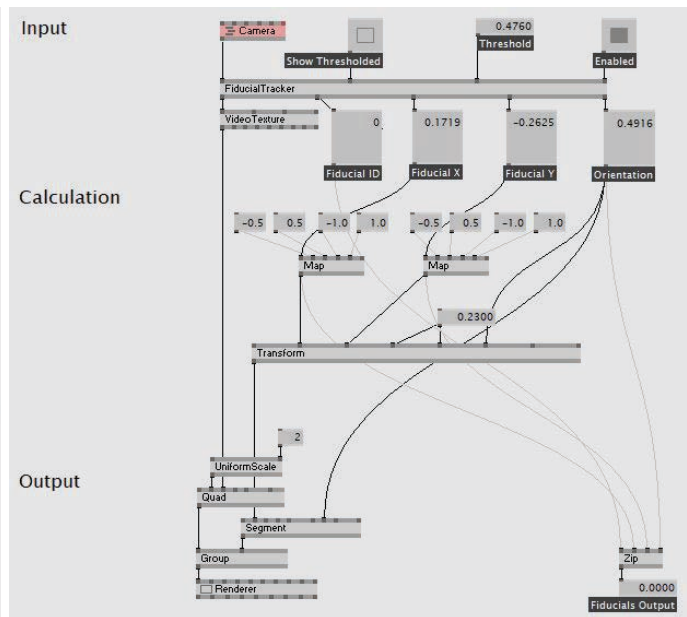 Input
Camera
0.4760
Show Thresholded
Threshold
Enabled
FiducialTracker
VideoTexture
0.
0.1719
-0.2625
0.4916
Fiducial ID
Fiducial X
Fiducial Y
Orientation
Calculation
-0.5
0.5
-1.0
1.0
-0.5
0.5
-1.0
1.0
Map
Map
0.2300
Transform
2
UniformScale
Output
Quad
Segment
Group
Zip
Renderer
0.0000
Fiducials Output